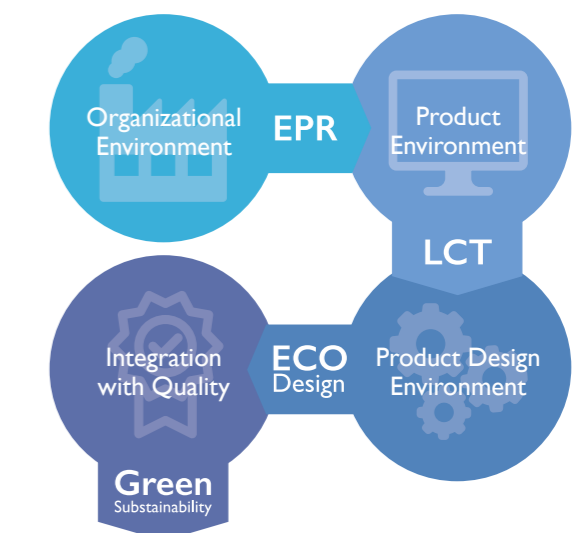 Organizational
Environment
EPR
Product
Environment
LCT
Product Design
Environment
ECO
Design
Integration
with Quality
Green
Substainability